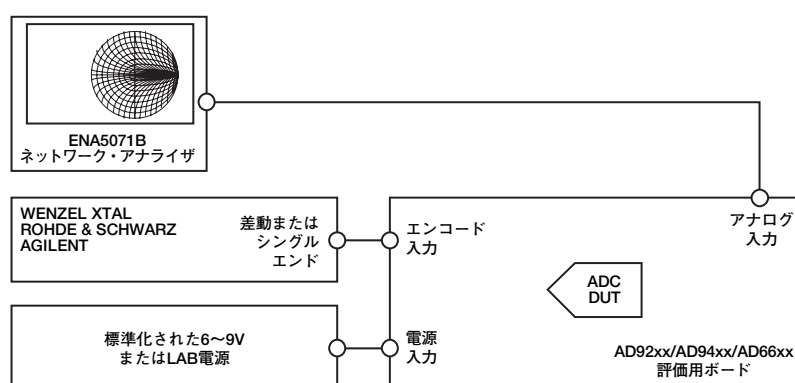 ENA5071B
ネットワーク・アナライザ
WENZEL XTAL
ROHDE & SCHWARZ
AGILENT
差動または
シングル
エンド
エンコード
入力
アナログ
入力
ADC
DUT
標準化された6〜9V
またはLAB電源
電源
入力
AD92xx/AD94xx/AD66xx
評価用ボード